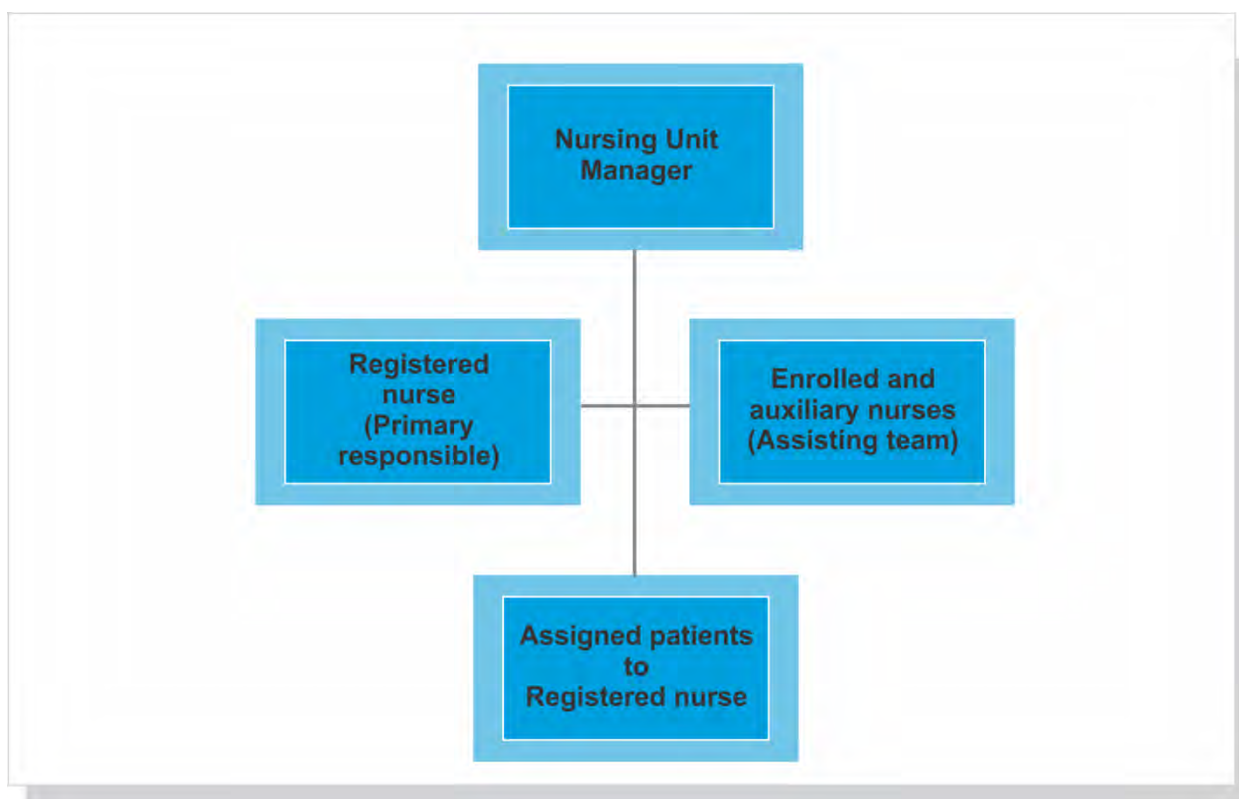 Nursing Unit
Manager
Registered
nurse
(Primary
responsible)
Enrolled and
auxiliary nurses
(Assisting team)
Assigned patients
to
Registered nurse